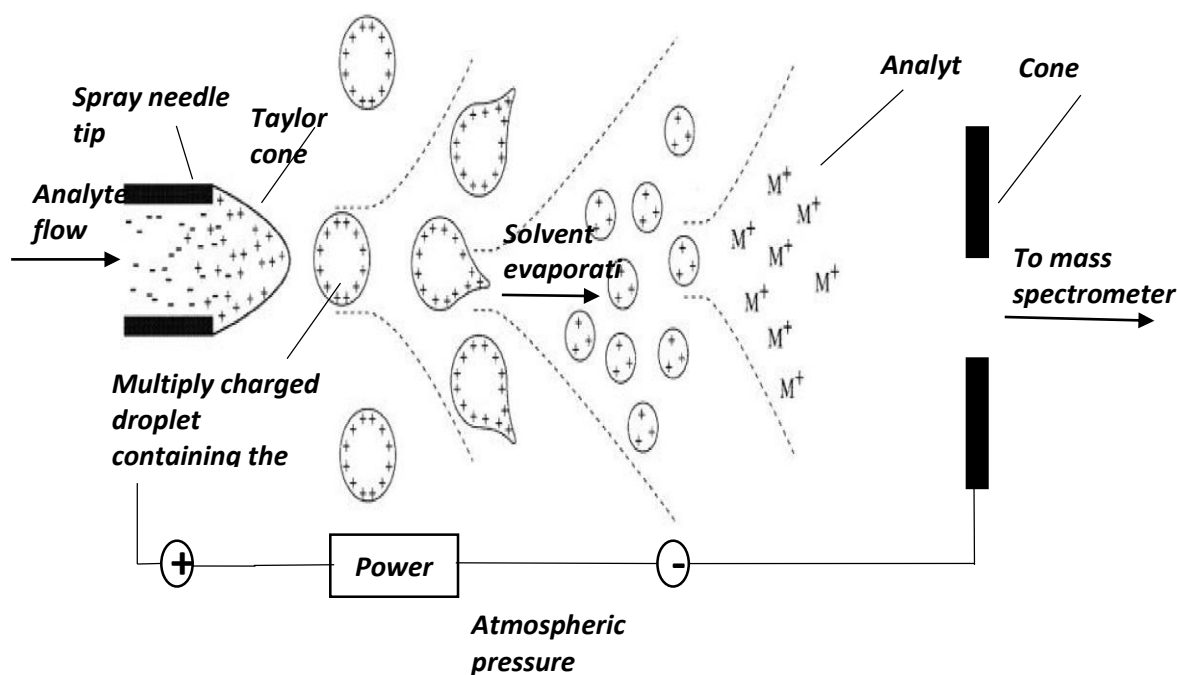 Analyt
Cone
Spray needle
tip
Taylor
cone
Analyte
flow
Solvent
evaporati
To mass
spectrometer
Multiply charged
droplet
containing the
M⁺
M⁺
M⁺
M⁺
M⁺
M⁺
M⁺
M⁺
+
Power
-
Atmospheric
pressure